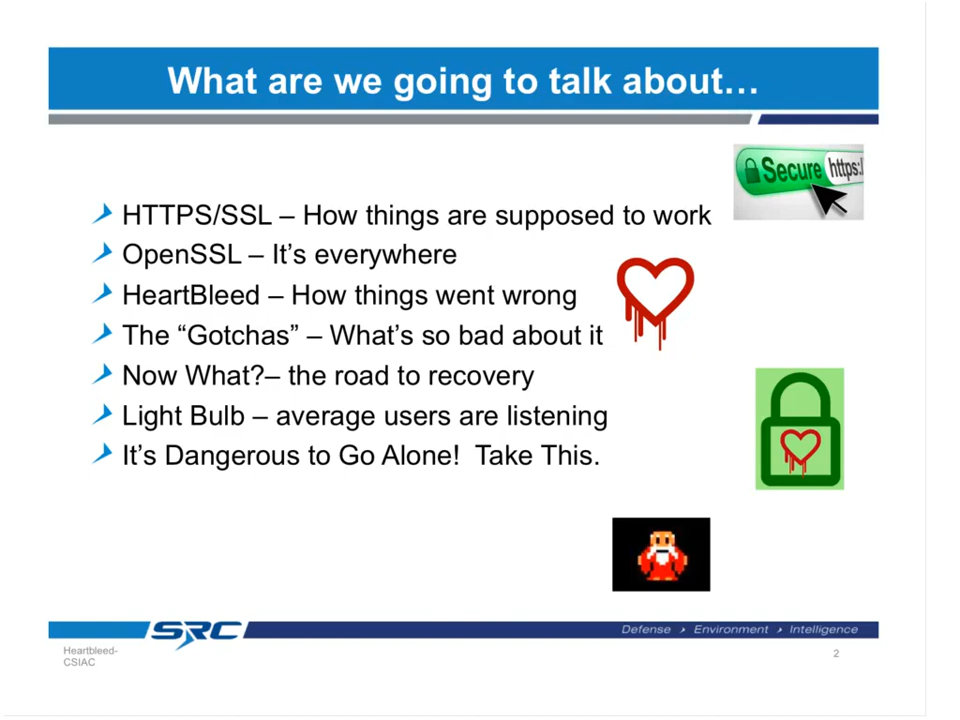 What are we going to talk about…
Secure https:/
HTTPS/SSL – How things are supposed to work
OpenSSL – It's everywhere
HeartBleed – How things went wrong
The “Gotchas” – What's so bad about it
Now What?– the road to recovery
Light Bulb – average users are listening
It's Dangerous to Go Alone!  Take This.
SRC
Defense > Environment > Intelligence
Heartbleed-
CSIAC
2